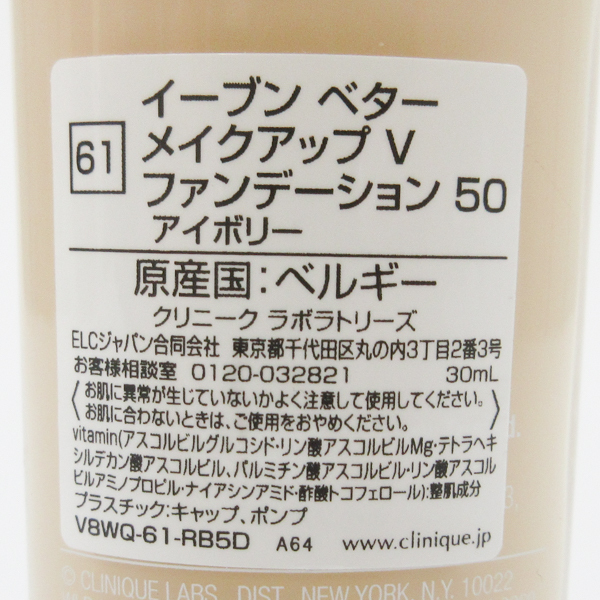 イーブン ベター
61 メイクアップ V
ファンデーション 50
アイボリー
原産国：ベルギー
クリニーク ラボラトリーズ
ELCジャパン合同会社 東京都千代田区丸の内3丁目2番3号
お客様相談室 0120-032821 30mL
〈お肌に異常が生じていないかよく注意して使用してください。
お肌に合わないときは、ご使用をおやめください。〉
vitamin(アスコルビルグルコシド・リン酸アスコルビルMg・テトラヘキ
シルデカン酸アスコルビル、パルミチン酸アスコルビル・リン酸アスコル
ビルアミノプロピル・ナイアシンアミド・酢酸トコフェロール):整肌成分
プラスチック:キャップ、ポンプ
V8WQ-61-RB5D A64 www.clinique.jp
© CLINIQUE LABS, DIST. NEW YORK, N.Y. 10022